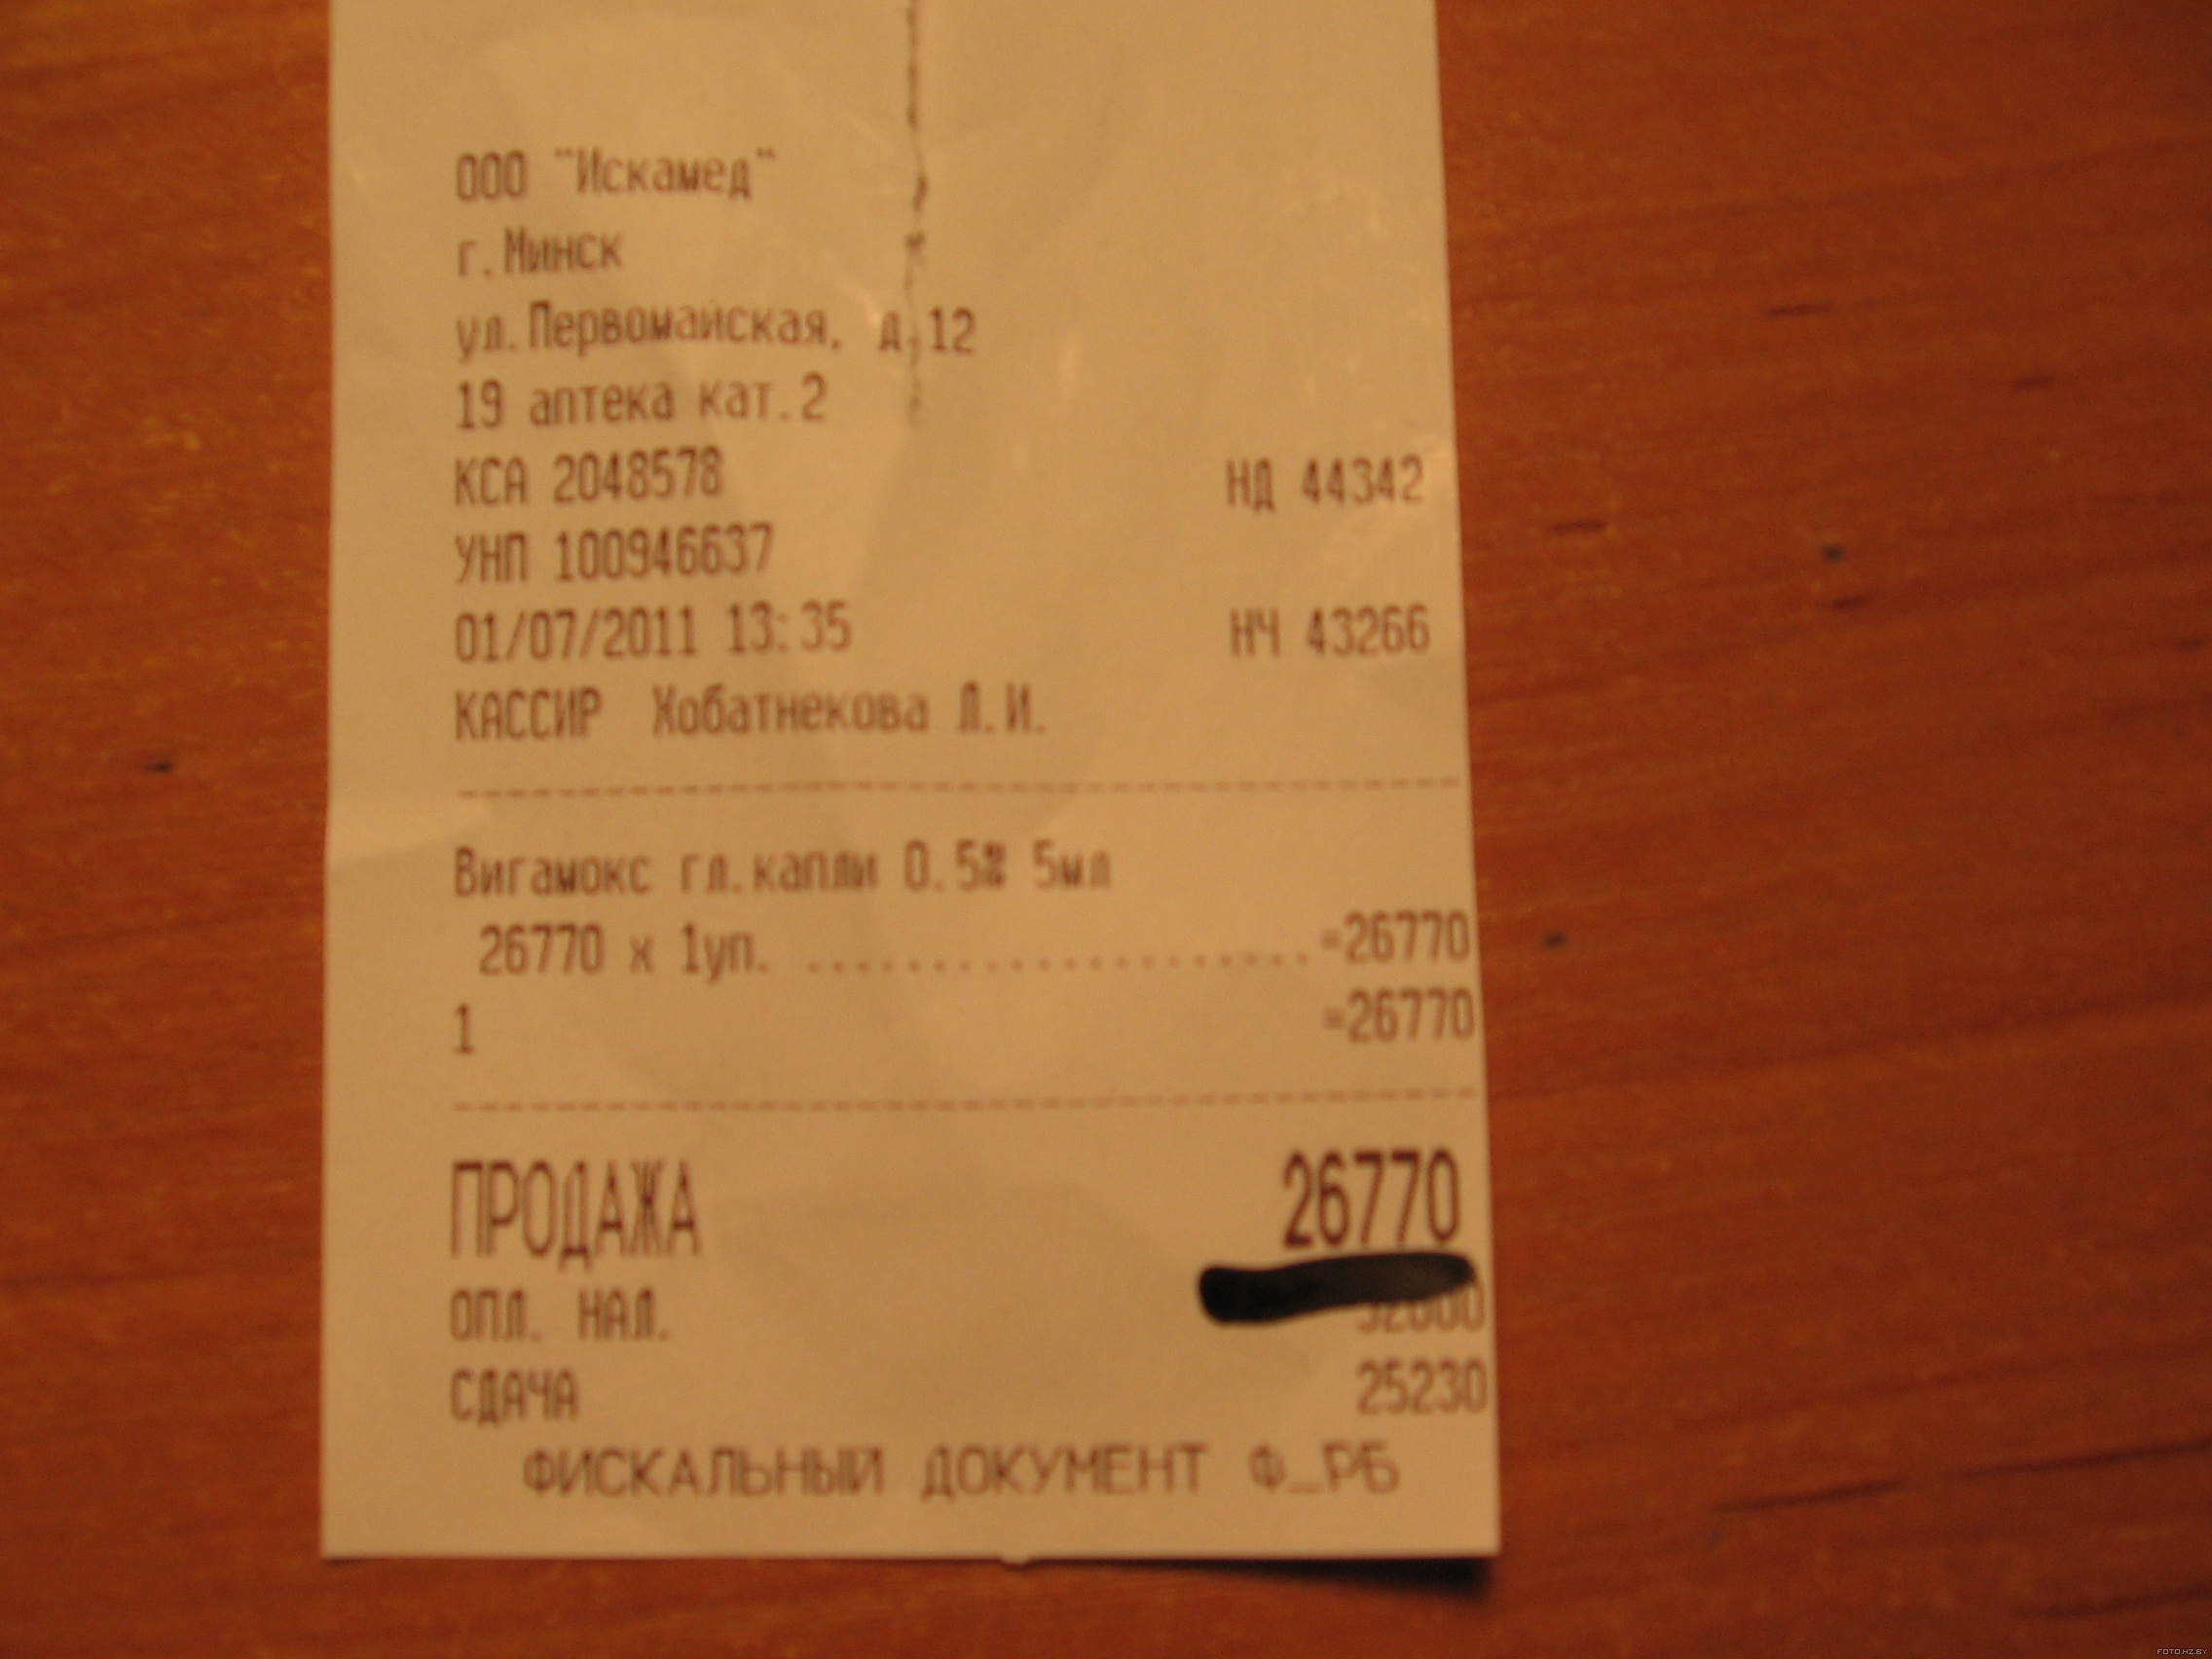 ООО "Искамед"
г.Минск
ул.Первомайская, д.12
19 аптека кат.2
КСА 2048578 НД 44342
УНП 100946637
01/07/2011 13:35 НЧ 43266
КАССИР Хобатнекова Л.И.
Вигамокс гл.капли 0.5% 5мл
26770 x 1уп. ....................=26770
1 =26770
ПРОДАЖА 26770
ОПЛ. НАЛ. 52000
СДАЧА 25230
ФИСКАЛЬНЫЙ ДОКУМЕНТ Ф_РБ
FOTO.HZ.BY